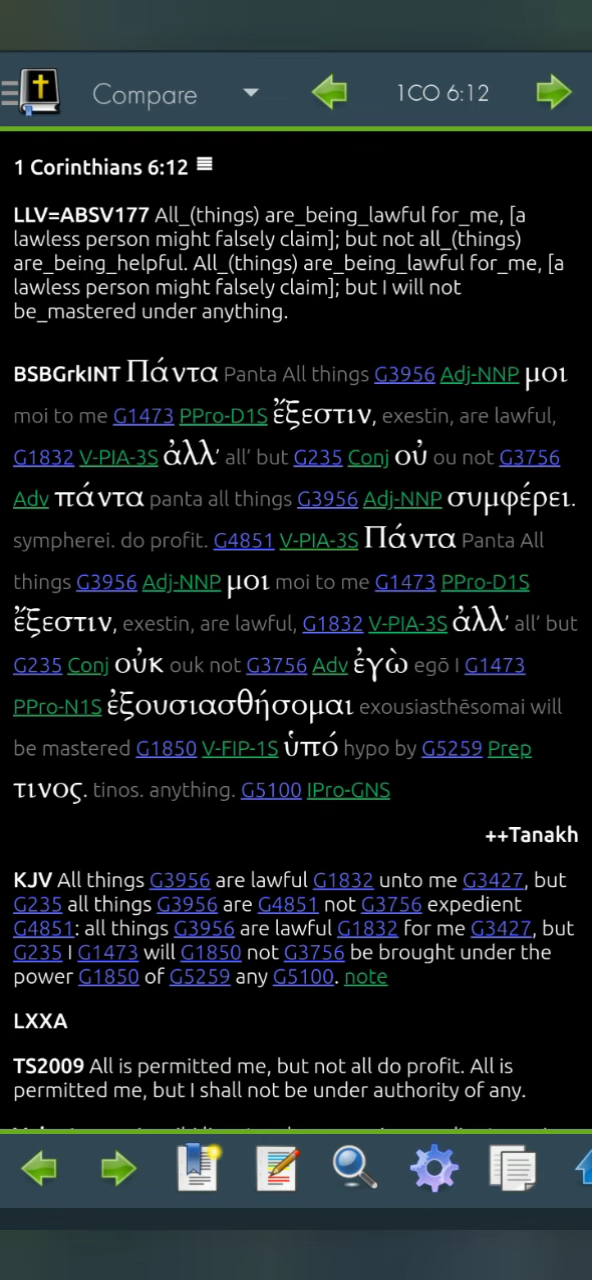 Compare
1CO 6:12
1 Corinthians 6:12
LLV=ABSV177 All_(things) are_being_lawful for_me, [a
lawless person might falsely claim]; but not all_(things)
are_being_helpful. All_(things) are_being_lawful for_me, [a
lawless person might falsely claim]; but I will not
be_mastered under anything.
BSBGrkINT Πάντα Panta All things G3956 Adj-NNP μοι
moi to me G1473 PPro-D1S ἔξεστιν, exestin, are lawful,
G1832 V-PIA-3S ἀλλ’ all’ but G235 Conj οὐ ou not G3756
Adv πάντα panta all things G3956 Adj-NNP συμφέρει.
sympherei. do profit. G4851 V-PIA-3S Πάντα Panta All
things G3956 Adj-NNP μοι moi to me G1473 PPro-D1S
ἔξεστιν, exestin, are lawful, G1832 V-PIA-3S ἀλλ’ all’ but
G235 Conj οὐκ ouk not G3756 Adv ἐγὼ egō I G1473
PPro-N1S ἐξουσιασθήσομαι exousiasthēsomai will
be mastered G1850 V-FIP-1S ὑπό hypo by G5259 Prep
τινος. tinos. anything. G5100 IPro-GNS
++Tanakh
KJV All things G3956 are lawful G1832 unto me G3427, but
G235 all things G3956 are G4851 not G3756 expedient
G4851: all things G3956 are lawful G1832 for me G3427, but
G235 I G1473 will G1850 not G3756 be brought under the
power G1850 of G5259 any G5100. note
LXXA
TS2009 All is permitted me, but not all do profit. All is
permitted me, but I shall not be under authority of any.